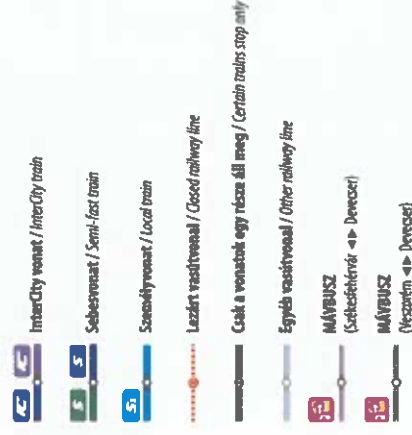 IC IC InterCity vonat / InterCity train
S S Sebesvonat / Semi-fast train
S1 Személyvonat / Local train
Lezárt vasútvonal / Closed railway line
Csak a vonatok egy része áll meg / Certain trains stop only
Egyéb vasútvonal / Other railway line
MÁVBUSZ
(Székesfehérvár ◄► Devecser)
MÁVBUSZ
(Veszprém ◄► Devecser)